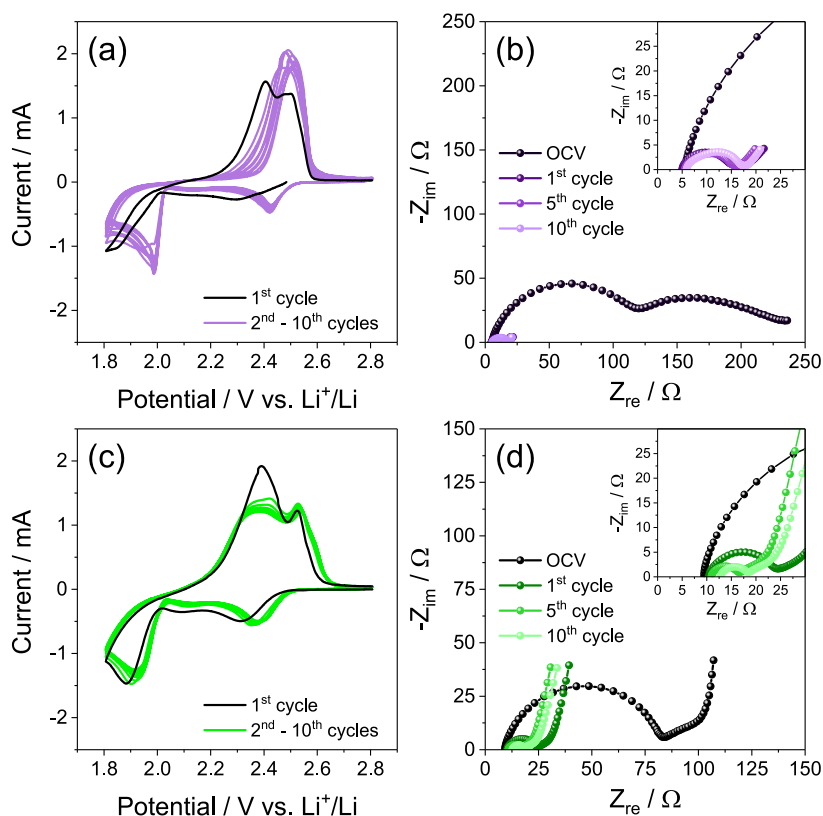 (a)
2
1
0
-1
-2
Current / mA
1st cycle
2nd - 10th cycles
1.8 2.0 2.2 2.4 2.6 2.8
Potential / V vs. Li+/Li
(b)
250
200
150
100
50
0
-Zim / Ω
OCV
1st cycle
5th cycle
10th cycle
0 50 100 150 200 250
Zre / Ω
30
25
20
15
10
5
0
-Zim / Ω
0 5 10 15 20 25
Zre / Ω
(c)
2
1
0
-1
-2
Current / mA
1st cycle
2nd - 10th cycles
1.8 2.0 2.2 2.4 2.6 2.8
Potential / V vs. Li+/Li
(d)
150
125
100
75
50
25
0
-Zim / Ω
OCV
1st cycle
5th cycle
10th cycle
0 25 50 75 100 125 150
Zre / Ω
30
25
20
15
10
5
0
-Zim / Ω
0 5 10 15 20 25
Zre / Ω